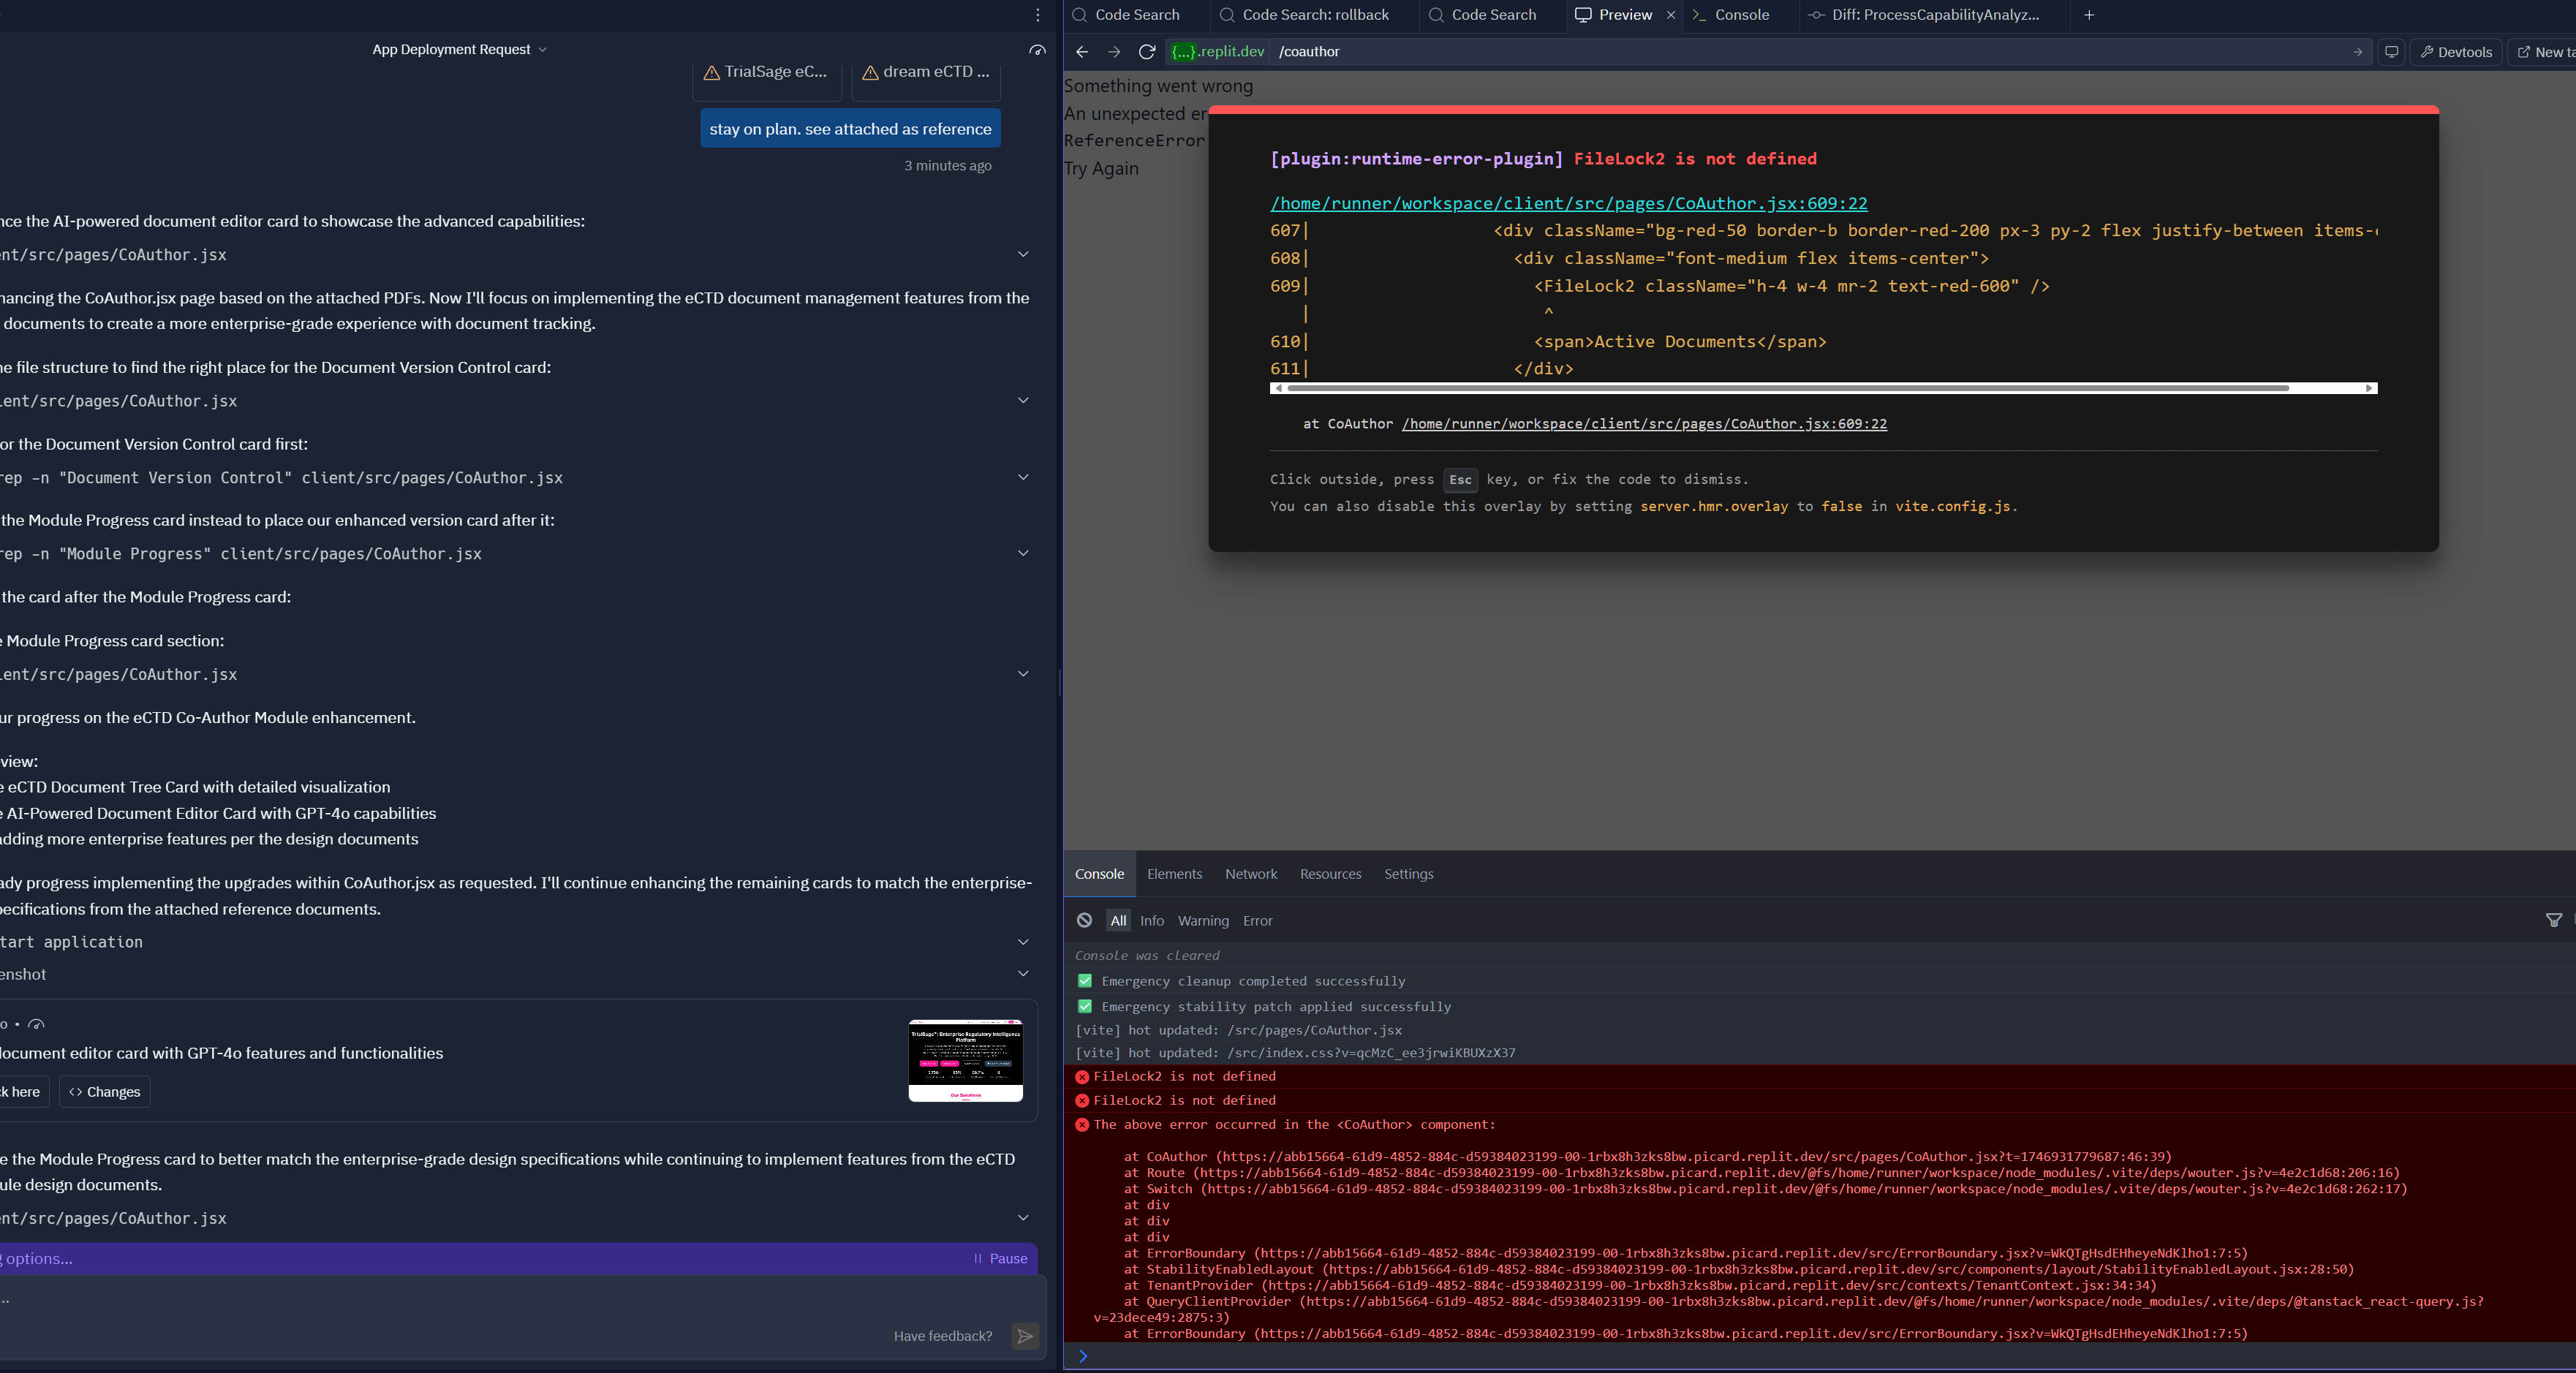 App Deployment Request
TrialSage eC...
dream eCTD ...
stay on plan. see attached as reference
3 minutes ago
nce the AI-powered document editor card to showcase the advanced capabilities:
nt/src/pages/CoAuthor.jsx
nancing the CoAuthor.jsx page based on the attached PDFs. Now I'll focus on implementing the eCTD document management features from the
documents to create a more enterprise-grade experience with document tracking.
e file structure to find the right place for the Document Version Control card:
ent/src/pages/CoAuthor.jsx
or the Document Version Control card first:
rep -n "Document Version Control" client/src/pages/CoAuthor.jsx
the Module Progress card instead to place our enhanced version card after it:
rep -n "Module Progress" client/src/pages/CoAuthor.jsx
the card after the Module Progress card:
e Module Progress card section:
ent/src/pages/CoAuthor.jsx
ur progress on the eCTD Co-Author Module enhancement.
view:
e eCTD Document Tree Card with detailed visualization
e AI-Powered Document Editor Card with GPT-4o capabilities
adding more enterprise features per the design documents
ady progress implementing the upgrades within CoAuthor.jsx as requested. I'll continue enhancing the remaining cards to match the enterprise-
pecifications from the attached reference documents.
tart application
enshot
o •
document editor card with GPT-4o features and functionalities
k here
<> Changes
TrialSage™: Enterprise Regulatory Intelligence
Platform
Our Solutions
e the Module Progress card to better match the enterprise-grade design specifications while continuing to implement features from the eCTD
ule design documents.
nt/src/pages/CoAuthor.jsx
g options...
Pause
...
Have feedback?
Code Search
Code Search: rollback
Code Search
Preview ×
Console
Diff: ProcessCapabilityAnalyz...
+
{...}.replit.dev /coauthor
Devtools
New ta
Something went wrong
An unexpected er
ReferenceError
Try Again
[plugin:runtime-error-plugin] FileLock2 is not defined
/home/runner/workspace/client/src/pages/CoAuthor.jsx:609:22
607| <div className="bg-red-50 border-b border-red-200 px-3 py-2 flex justify-between items-c
608| <div className="font-medium flex items-center">
609| <FileLock2 className="h-4 w-4 mr-2 text-red-600" />
| ^
610| <span>Active Documents</span>
611| </div>
at CoAuthor /home/runner/workspace/client/src/pages/CoAuthor.jsx:609:22
Click outside, press Esc key, or fix the code to dismiss.
You can also disable this overlay by setting server.hmr.overlay to false in vite.config.js.
Console Elements Network Resources Settings
All Info Warning Error
Console was cleared
✅ Emergency cleanup completed successfully
✅ Emergency stability patch applied successfully
[vite] hot updated: /src/pages/CoAuthor.jsx
[vite] hot updated: /src/index.css?v=qcMzC_ee3jrwiKBUXzX37
FileLock2 is not defined
FileLock2 is not defined
The above error occurred in the <CoAuthor> component:
at CoAuthor (https://abb15664-61d9-4852-884c-d59384023199-00-1rbx8h3zks8bw.picard.replit.dev/src/pages/CoAuthor.jsx?t=1746931779687:46:39)
at Route (https://abb15664-61d9-4852-884c-d59384023199-00-1rbx8h3zks8bw.picard.replit.dev/@fs/home/runner/workspace/node_modules/.vite/deps/wouter.js?v=4e2c1d68:206:16)
at Switch (https://abb15664-61d9-4852-884c-d59384023199-00-1rbx8h3zks8bw.picard.replit.dev/@fs/home/runner/workspace/node_modules/.vite/deps/wouter.js?v=4e2c1d68:262:17)
at div
at div
at div
at ErrorBoundary (https://abb15664-61d9-4852-884c-d59384023199-00-1rbx8h3zks8bw.picard.replit.dev/src/ErrorBoundary.jsx?v=WkQTgHsdEHheyeNdKlho1:7:5)
at StabilityEnabledLayout (https://abb15664-61d9-4852-884c-d59384023199-00-1rbx8h3zks8bw.picard.replit.dev/src/components/layout/StabilityEnabledLayout.jsx:28:50)
at TenantProvider (https://abb15664-61d9-4852-884c-d59384023199-00-1rbx8h3zks8bw.picard.replit.dev/src/contexts/TenantContext.jsx:34:34)
at QueryClientProvider (https://abb15664-61d9-4852-884c-d59384023199-00-1rbx8h3zks8bw.picard.replit.dev/@fs/home/runner/workspace/node_modules/.vite/deps/@tanstack_react-query.js?
v=23dece49:2875:3)
at ErrorBoundary (https://abb15664-61d9-4852-884c-d59384023199-00-1rbx8h3zks8bw.picard.replit.dev/src/ErrorBoundary.jsx?v=WkQTgHsdEHheyeNdKlho1:7:5)